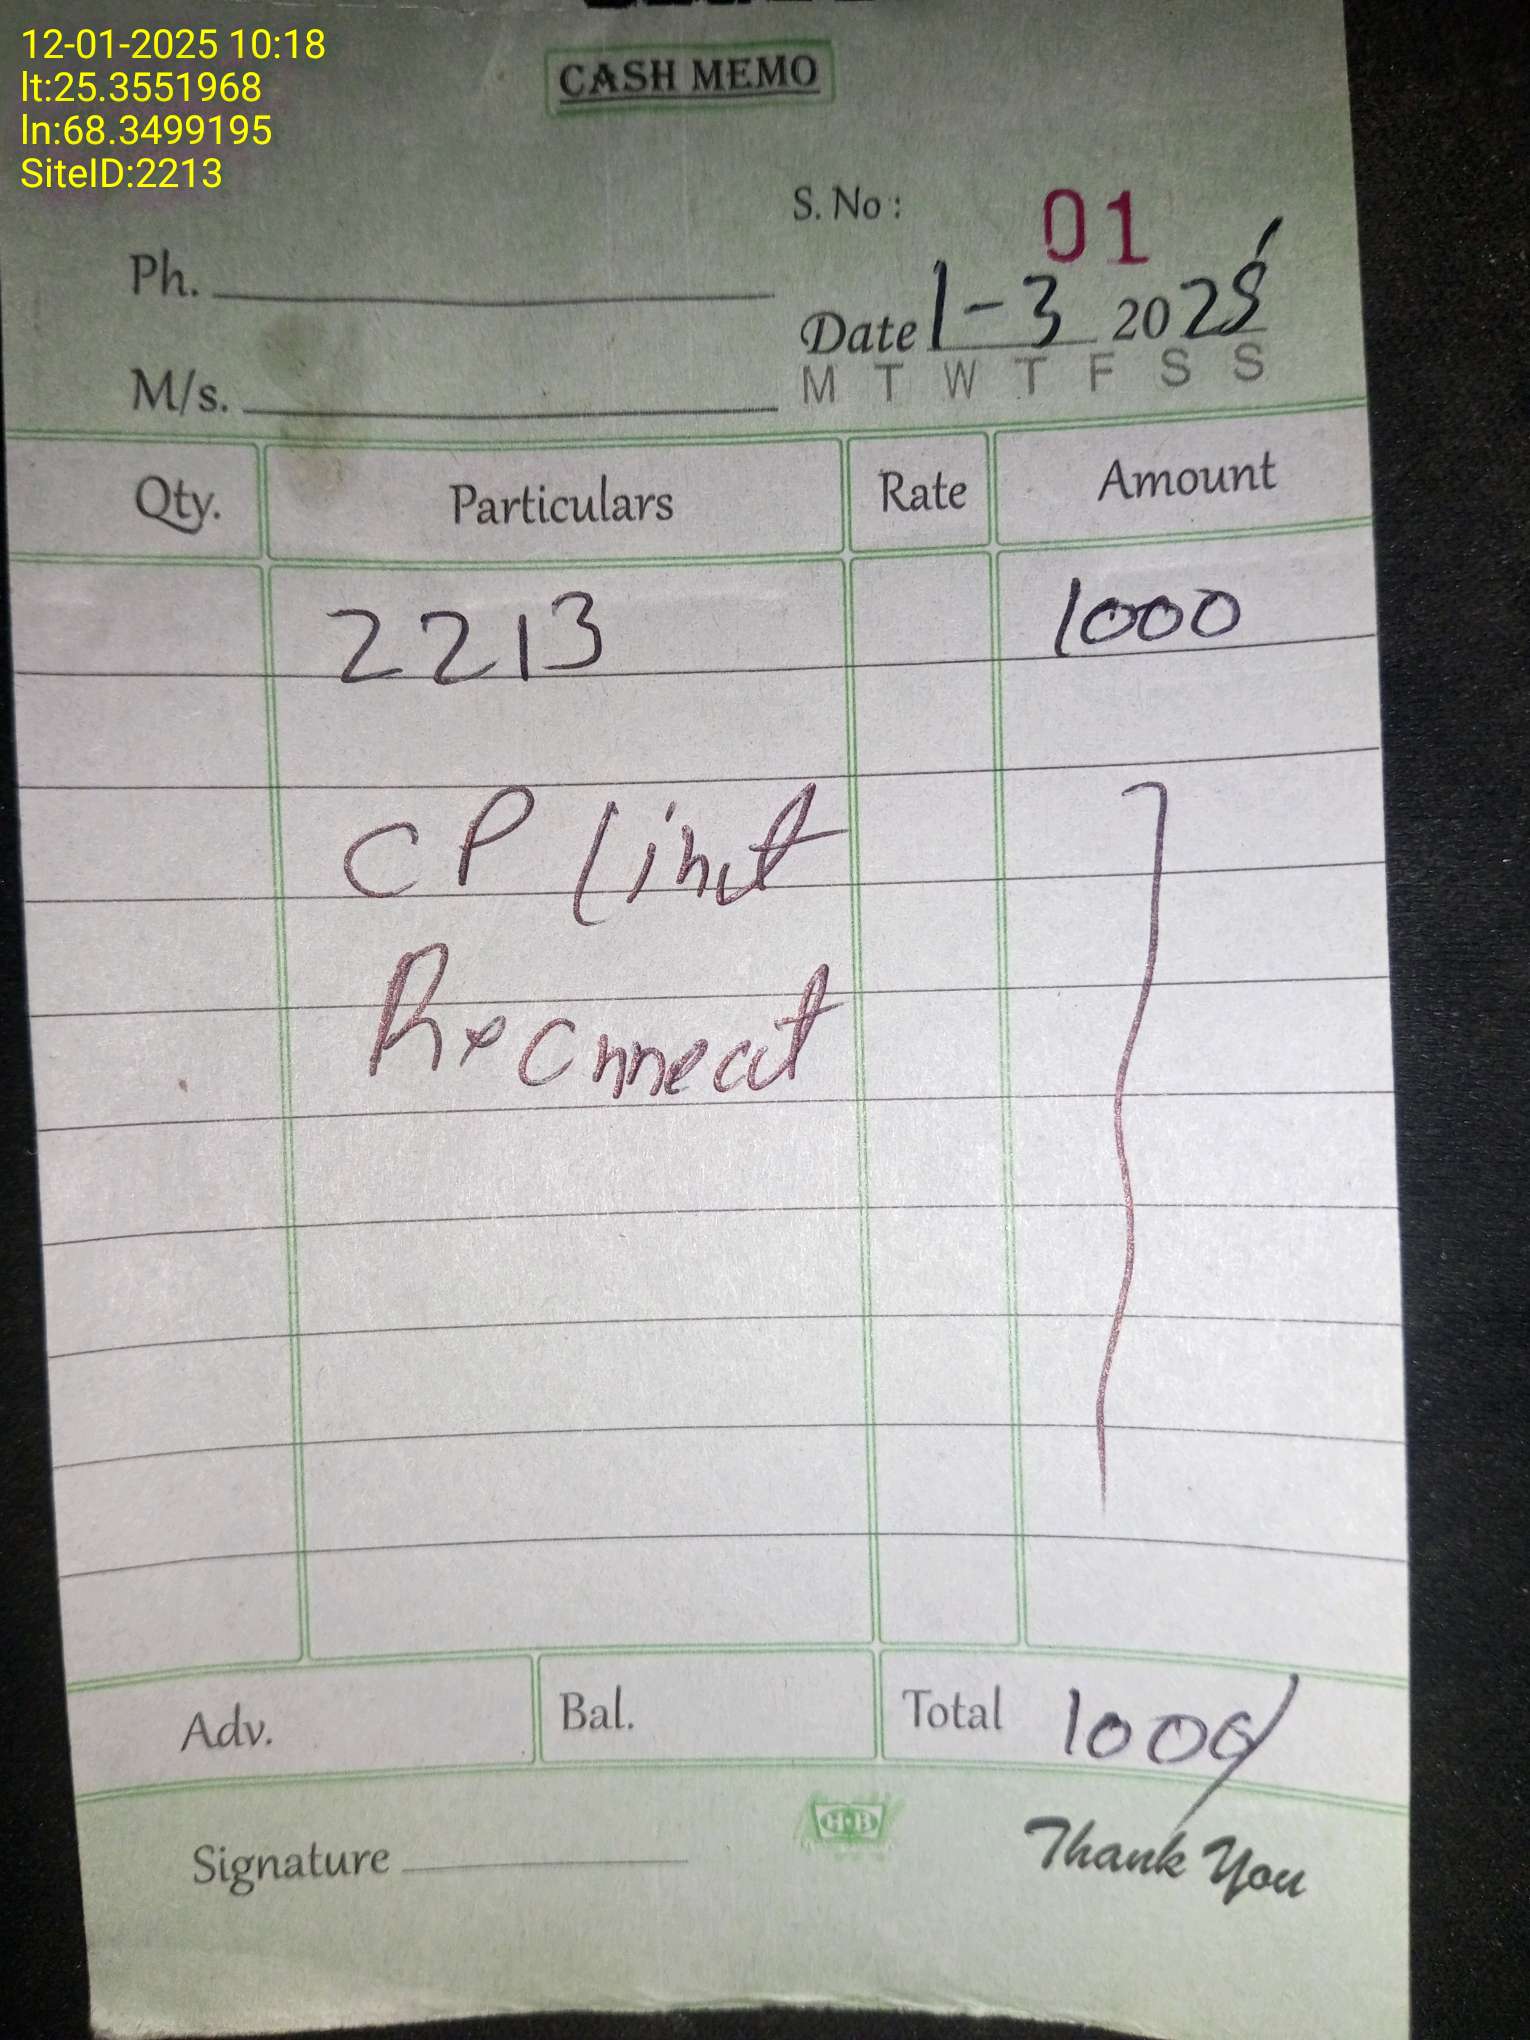 12-01-2025 10:18
lt:25.3551968
ln:68.3499195
SiteID:2213
CASH MEMO
S. No : 01
Ph.
Date 1-3 2025
M/s.
M T W T F S S
Qty. Particulars Rate Amount
2213 1000
CP limit
Reconnect
Adv. Bal. Total 1000/
H·B
Signature
Thank You